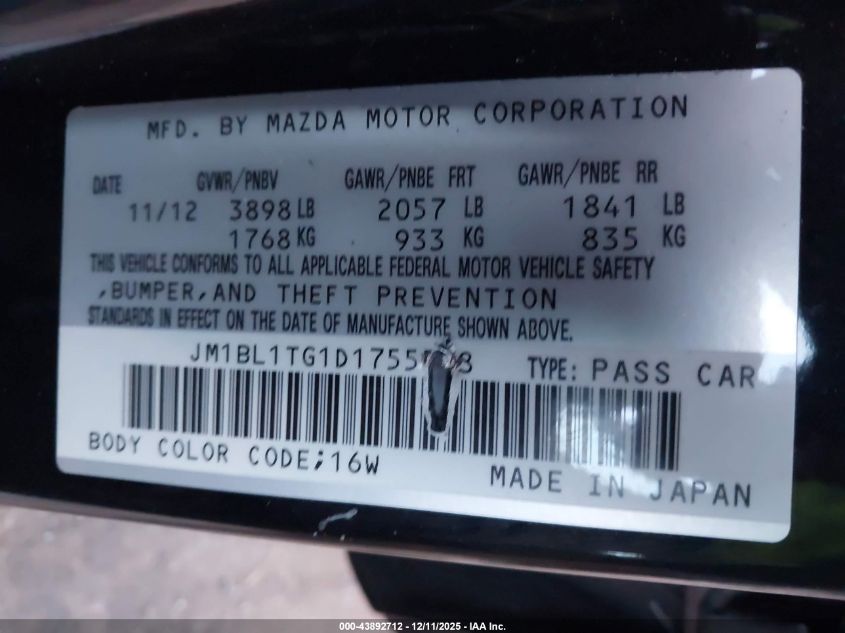 MFD. BY MAZDA MOTOR CORPORATION
DATE GVWR/PNBV GAWR/PNBE FRT GAWR/PNBE RR
11/12 3898 LB 2057 LB 1841 LB
1768 KG 933 KG 835 KG
THIS VEHICLE CONFORMS TO ALL APPLICABLE FEDERAL MOTOR VEHICLE SAFETY
,BUMPER,AND THEFT PREVENTION
STANDARDS IN EFFECT ON THE DATE OF MANUFACTURE SHOWN ABOVE.
TYPE: PASS CAR
BODY COLOR CODE;16W
MADE IN JAPAN
000-43892712 - 12/11/2025 - IAA Inc.